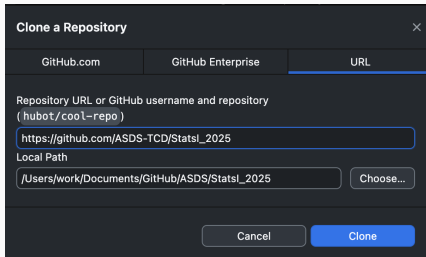 Clone a Repository
GitHub.com GitHub Enterprise URL
Repository URL or GitHub username and repository
(hubot/cool-repo)
https://github.com/ASDS-TCD/StatsI_2025
Local Path
/Users/work/Documents/GitHub/ASDS/StatsI_2025 Choose...
Cancel Clone